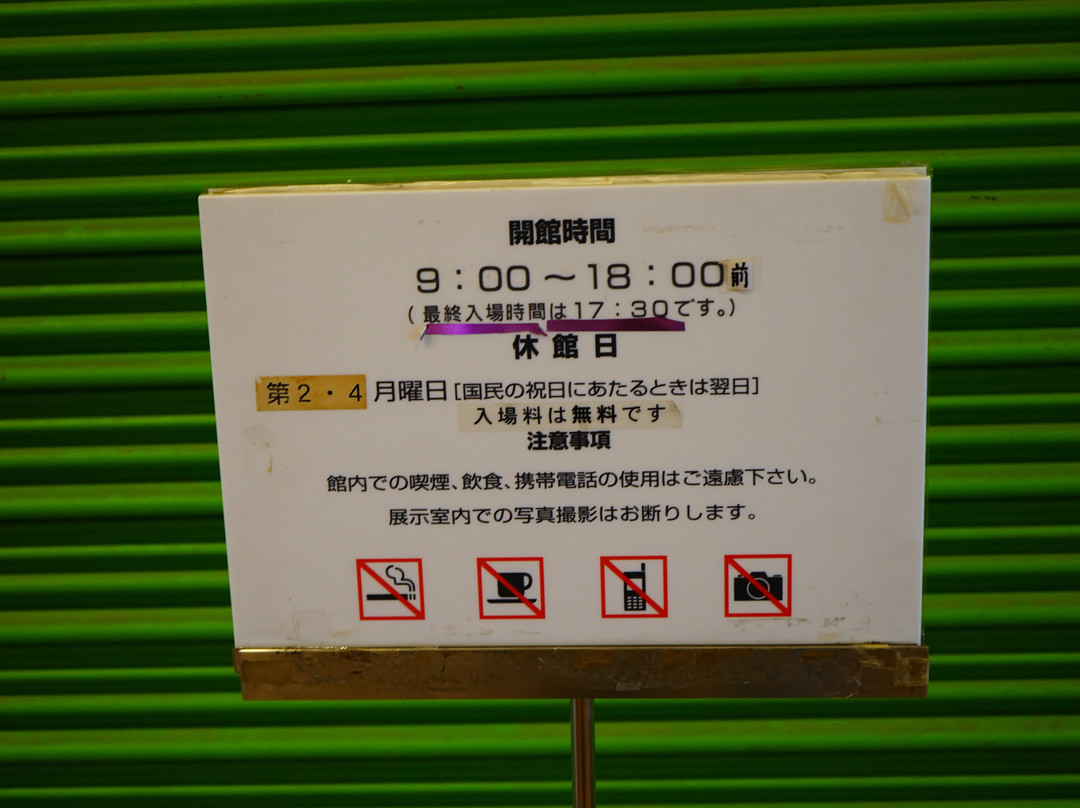 開館時間
9:00～18:00前
(最終入場時間は17:30です。)
休館日
第2・4月曜日[国民の祝日にあたるときは翌日]
入場料は無料です
注意事項
館内での喫煙、飲食、携帯電話の使用はご遠慮下さい。
展示室内での写真撮影はお断りします。